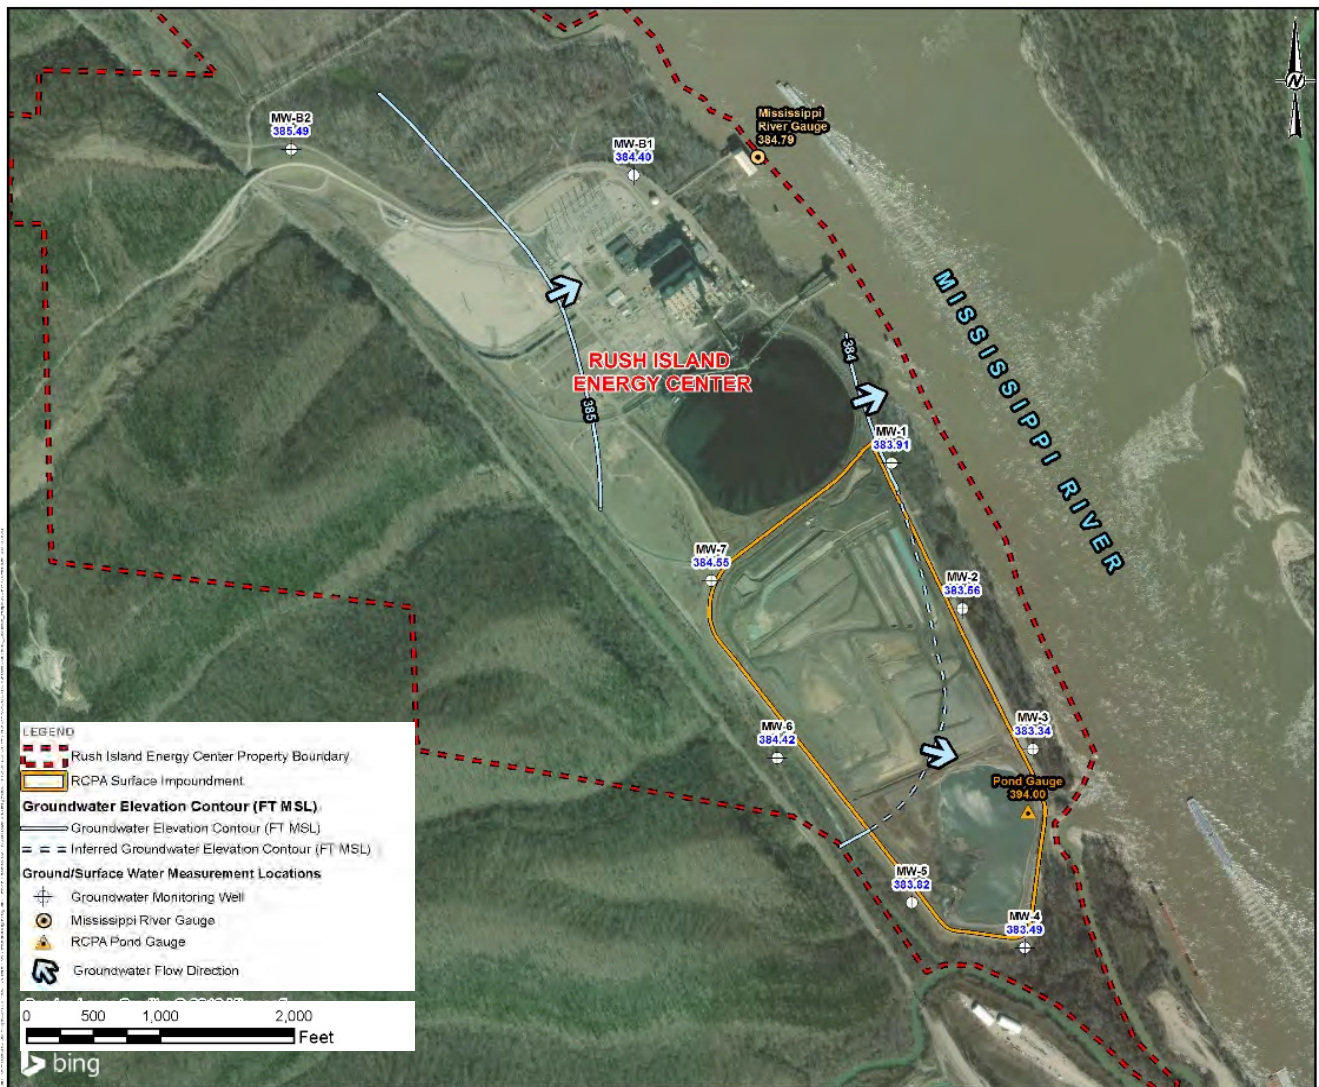 MW-B2
385.49
MW-B1
384.40
Mississippi
River Gauge
384.79
N
MISSISSIPPI RIVER
384
RUSH ISLAND
ENERGY CENTER
385
MW-1
383.91
MW-7
384.55
MW-2
383.56
MW-6
384.42
MW-3
383.34
Pond Gauge
394.00
MW-5
383.82
MW-4
383.49
LEGEND
Rush Island Energy Center Property Boundary
RCPA Surface Impoundment
Groundwater Elevation Contour (FT MSL)
Groundwater Elevation Contour (FT MSL)
Inferred Groundwater Elevation Contour (FT MSL)
Ground/Surface Water Measurement Locations
Groundwater Monitoring Well
Mississippi River Gauge
RCPA Pond Gauge
Groundwater Flow Direction
0 500 1,000 2,000
Feet
bing